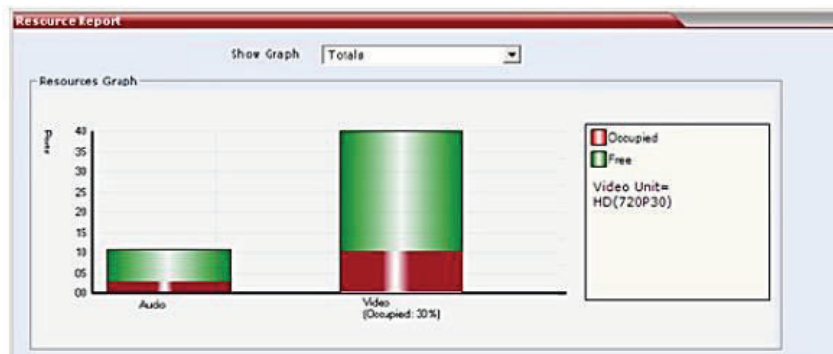 Resource Report
Show Graph Totals
Resources Graph
Ports
40
35
30
25
20
15
10
05
00
Audio
Video
(Occupied: 30%)
Occupied
Free
Video Unit=
HD(720P30)